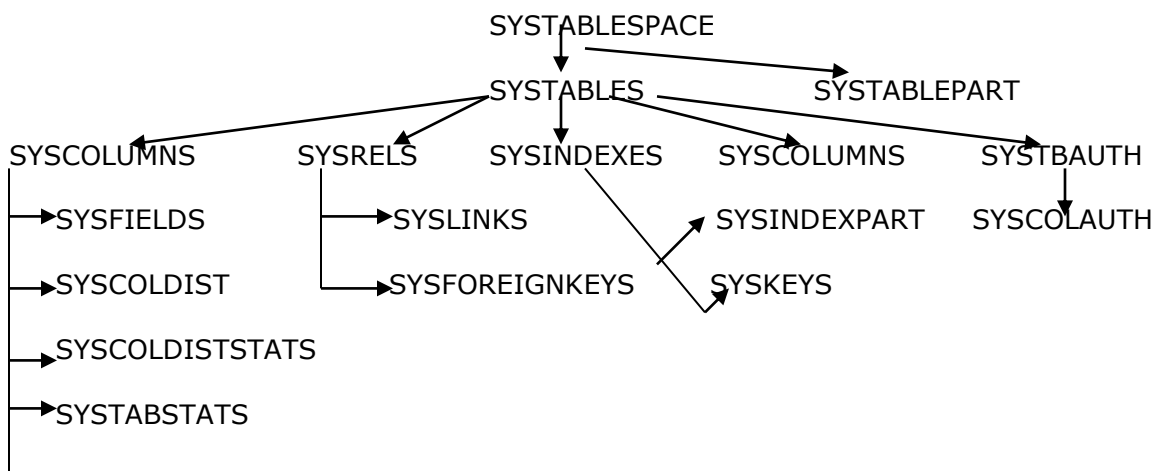 SYSTABLESPACE
SYSTABLES SYSTABLEPART
SYSCOLUMNS SYSRELS SYSINDEXES SYSCOLUMNS SYSTBAUTH
SYSFIELDS SYSLINKS SYSINDEXPART SYSCOLAUTH
SYSCOLDIST SYSFOREIGNKEYS SYSKEYS
SYSCOLDISTSTATS
SYSTABSTATS